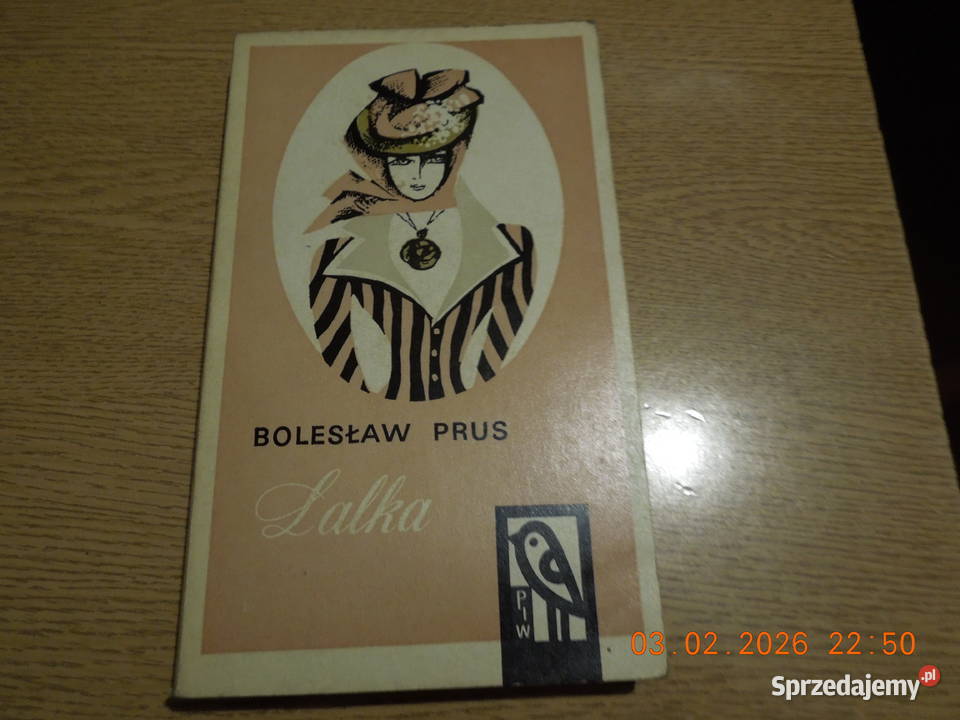 BOLESŁAW PRUS
Lalka
PIW
03.02.2026 22:50
Sprzedajemy.pl